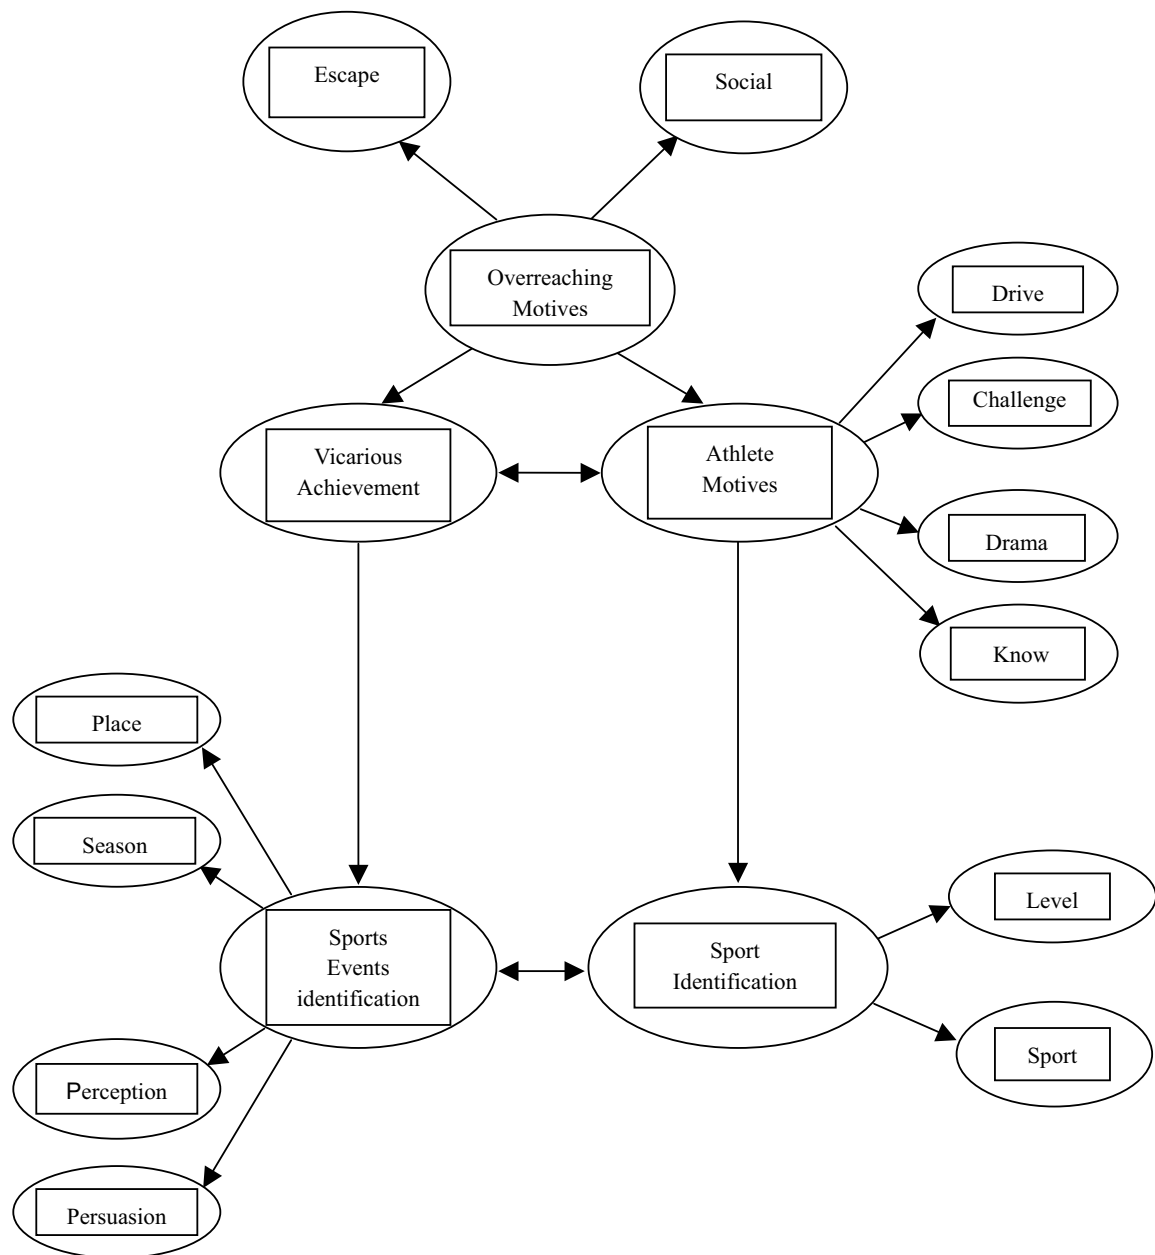 Escape
Social
Overreaching
Motives
Drive
Challenge
Vicarious
Achievement
Athlete
Motives
Drama
Know
Place
Season
Sports
Events
identification
Sport
Identification
Level
Sport
Perception
Persuasion